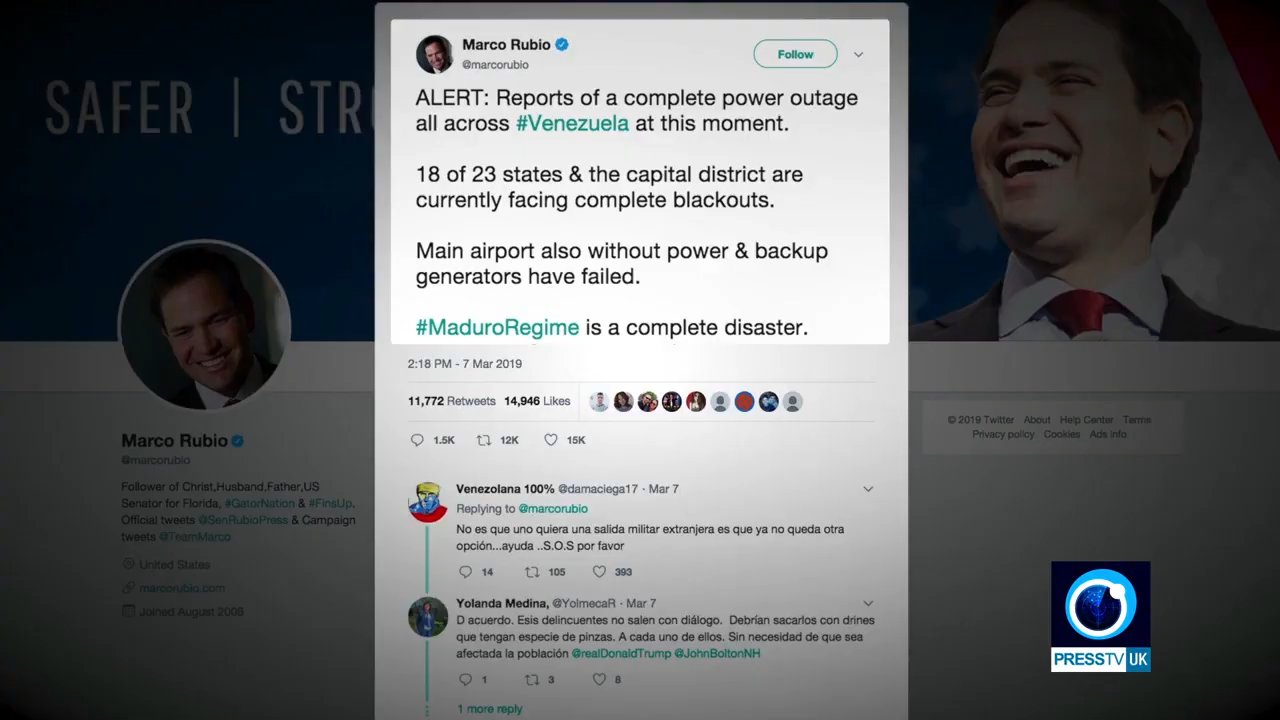 SAFER | STR
Marco Rubio
@marcorubio
Follow
ALERT: Reports of a complete power outage
all across #Venezuela at this moment.
18 of 23 states & the capital district are
currently facing complete blackouts.
Main airport also without power & backup
generators have failed.
#MaduroRegime is a complete disaster.
2:18 PM - 7 Mar 2019
11,772 Retweets 14,946 Likes
1.5K 12K 15K
Marco Rubio
@marcorubio
Follower of Christ,Husband,Father,US
Senator for Florida, #GatorNation & #FinsUp.
Official tweets @SenRubioPress & Campaign
tweets @TeamMarco
United States
marcorubio.com
Joined August 2008
© 2019 Twitter About Help Center Terms
Privacy policy Cookies Ads info
Venezolana 100% @damaciega17 · Mar 7
Replying to @marcorubio
No es que uno quiera una salida militar extranjera es que ya no queda otra
opción...ayuda ..S.O.S por favor
14 105 393
Yolanda Medina, @YolmecaR · Mar 7
D acuerdo. Esis delincuentes no salen con diálogo. Debrían sacarlos con drines
que tengan especie de pinzas. A cada uno de ellos. Sin necesidad de que sea
afectada la población @realDonaldTrump @JohnBoltonNH
1 3 8
1 more reply
PRESSTV UK